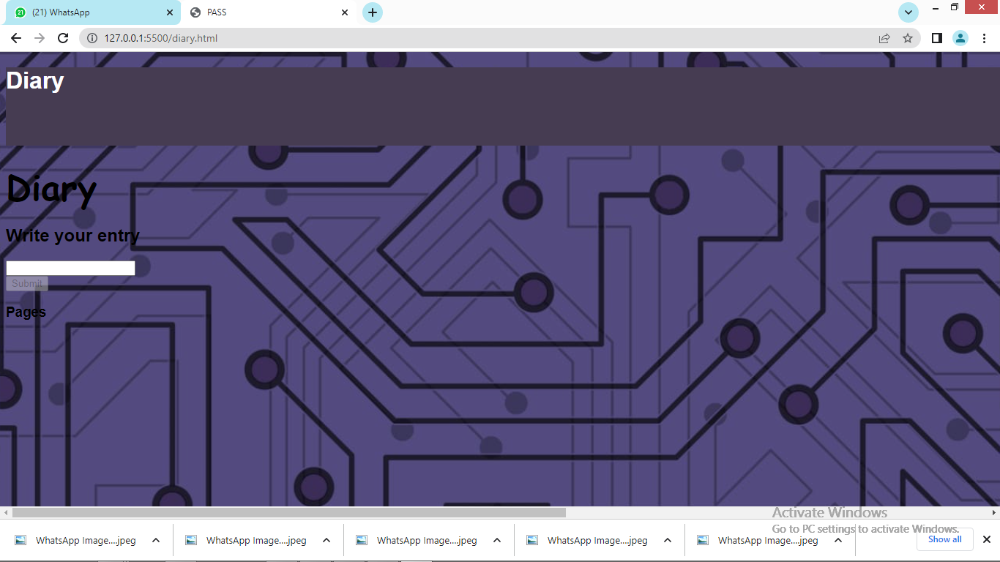 21 (21) WhatsApp
PASS
127.0.0.1:5500/diary.html
Diary
Diary
Write your entry
Submit
Pages
Activate Windows
Go to PC settings to activate Windows.
WhatsApp Image....jpeg
WhatsApp Image....jpeg
WhatsApp Image....jpeg
WhatsApp Image....jpeg
WhatsApp Image....jpeg
Show all